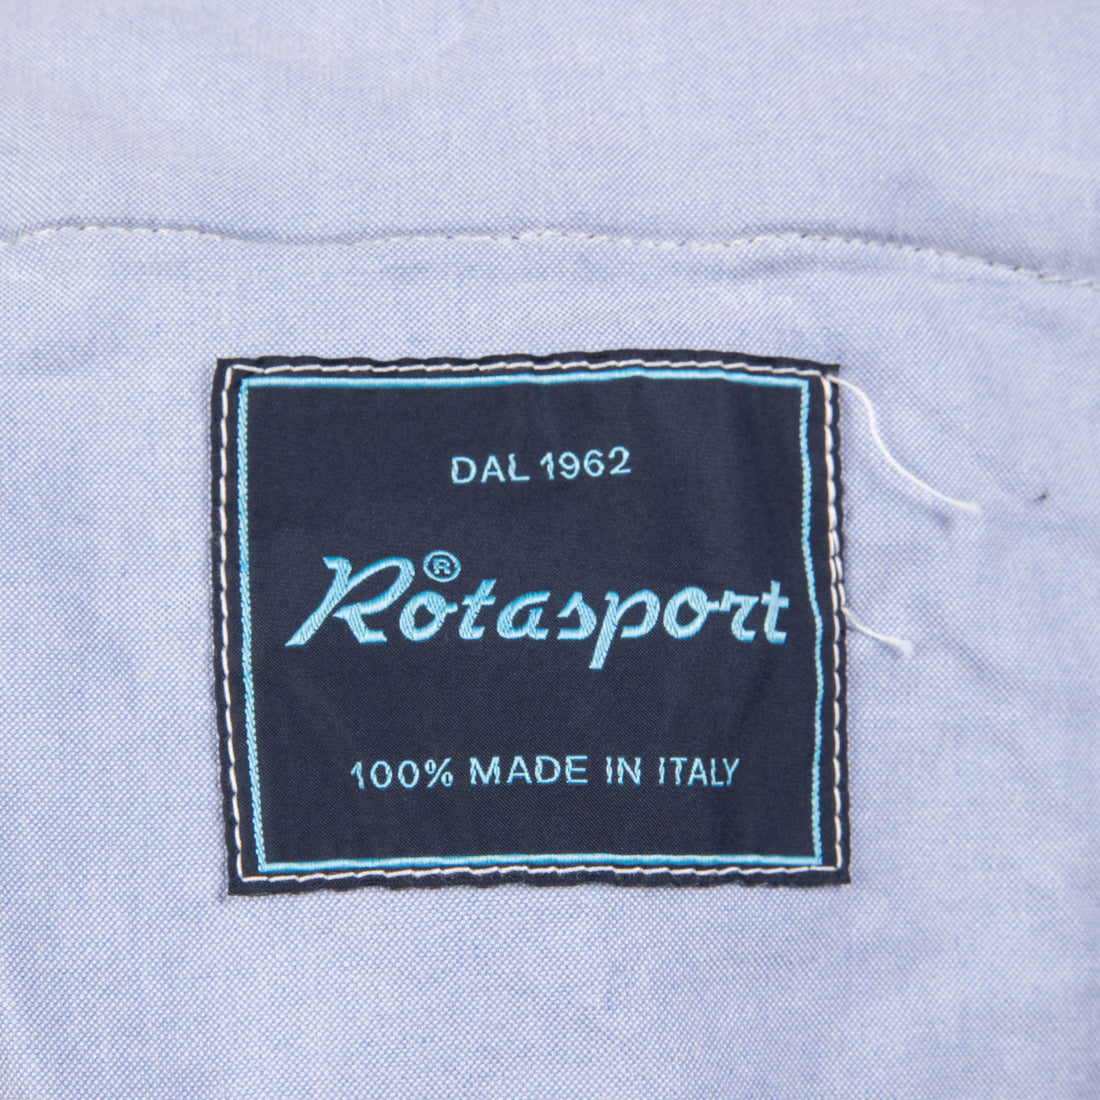 DAL 1962
Rotasport®
100% MADE IN ITALY